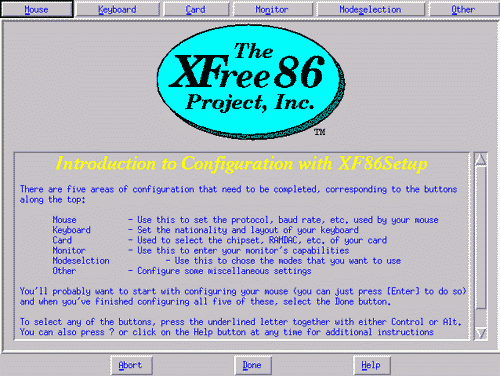 Mouse Keyboard Card Monitor Modeselection Other
The
XFree86
Project, Inc.
TM
Introduction to Configuration with XF86Setup
There are five areas of configuration that need to be completed, corresponding to the buttons
along the top:
Mouse - Use this to set the protocol, baud rate, etc. used by your mouse
Keyboard - Set the nationality and layout of your keyboard
Card - Used to select the chipset, RAMDAC, etc. of your card
Monitor - Use this to enter your monitor's capabilities
Modeselction - Use this to chose the modes that you want to use
Other - Configure some miscellaneous settings
You'll probably want to start with configuring your mouse (you can just press [Enter] to do so)
and when you've finished configuring all five of these, select the Done button.
To select any of the buttons, press the underlined letter together with either Control or Alt.
You can also press ? or click on the Help button at any time for additional instructions
Abort Done Help